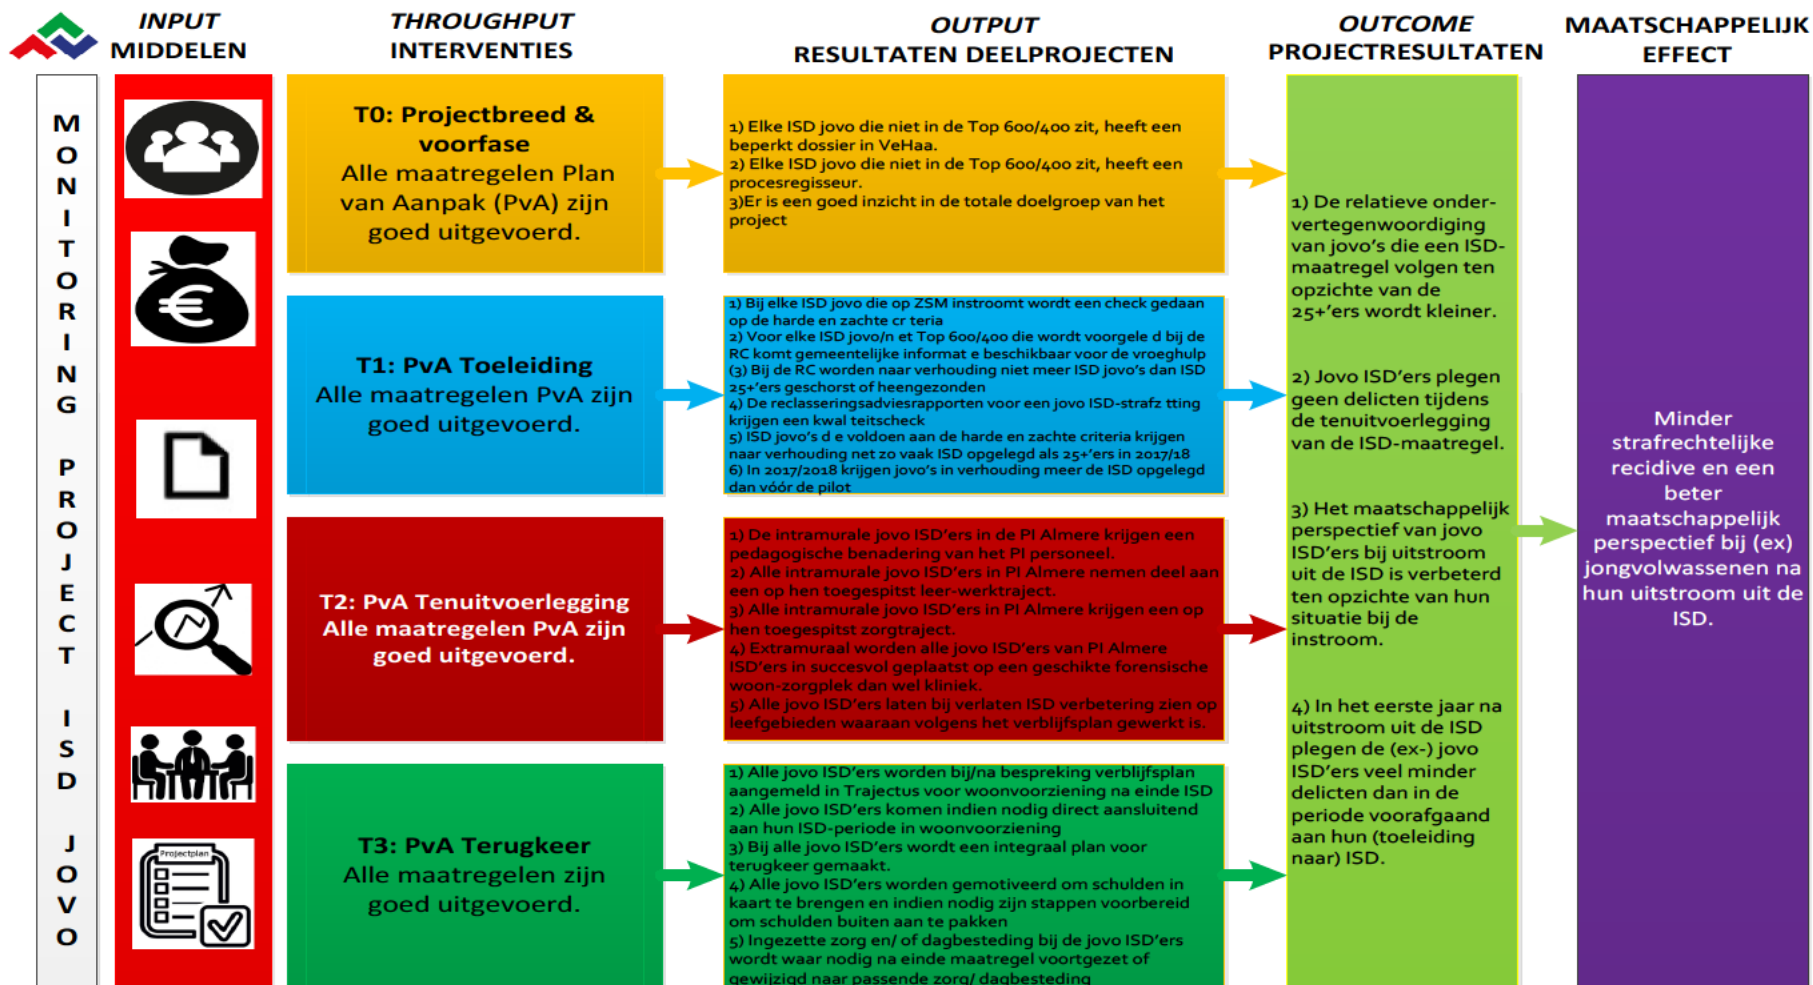 INPUT
MIDDELEN
THROUGHPUT
INTERVENTIES
OUTPUT
RESULTATEN DEELPROJECTEN
OUTCOME
PROJECTRESULTATEN
MAATSCHAPPELIJK
EFFECT
MONITORING PROJECT ISD JOVO
Projectplan
T0: Projectbreed &
voorfase
Alle maatregelen Plan
van Aanpak (PvA) zijn
goed uitgevoerd.
1) Elke ISD jovo die niet in de Top 600/400 zit, heeft een
beperkt dossier in VeHaa.
2) Elke ISD jovo die niet in de Top 600/400 zit, heeft een
procesregisseur.
3)Er is een goed inzicht in de totale doelgroep van het
project
T1: PvA Toeleiding
Alle maatregelen PvA zijn
goed uitgevoerd.
1) Bij elke ISD jovo die op ZSM instroomt wordt een check gedaan
op de harde en zachte cr teria
2) Voor elke ISD jovo/n et Top 600/400 die wordt voorgele d bij de
RC komt gemeentelijke informat e beschikbaar voor de vroeghulp
(3) Bij de RC worden naar verhouding niet meer ISD jovo's dan ISD
25+'ers geschorst of heengezonden
4) De reclasseringsadviesrapporten voor een jovo ISD-strafz tting
krijgen een kwal teitscheck
5) ISD jovo's d e voldoen aan de harde en zachte criteria krijgen
naar verhouding net zo vaak ISD opgelegd als 25+'ers in 2017/18
6) In 2017/2018 krijgen jovo's in verhouding meer de ISD opgelegd
dan vóór de pilot
T2: PvA Tenuitvoerlegging
Alle maatregelen PvA zijn
goed uitgevoerd.
1) De intramurale jovo ISD'ers in de PI Almere krijgen een
pedagogische benadering van het PI personeel.
2) Alle intramurale jovo ISD'ers in PI Almere nemen deel aan
een op hen toegespitst leer-werktraject.
3) Alle intramurale jovo ISD'ers in PI Almere krijgen een op
hen toegespitst zorgtraject.
4) Extramuraal worden alle jovo ISD'ers van PI Almere
ISD'ers in succesvol geplaatst op een geschikte forensische
woon-zorgplek dan wel kliniek.
5) Alle jovo ISD'ers laten bij verlaten ISD verbetering zien op
leefgebieden waaraan volgens het verblijfsplan gewerkt is.
T3: PvA Terugkeer
Alle maatregelen zijn
goed uitgevoerd.
1) Alle jovo ISD'ers worden bij/na bespreking verblijfsplan
aangemeld in Trajectus voor woonvoorziening na einde ISD
2) Alle jovo ISD'ers komen indien nodig direct aansluitend
aan hun ISD-periode in woonvoorziening
3) Bij alle jovo ISD'ers wordt een integraal plan voor
terugkeer gemaakt.
4) Alle jovo ISD'ers worden gemotiveerd om schulden in
kaart te brengen en indien nodig zijn stappen voorbereid
om schulden buiten aan te pakken
5) Ingezette zorg en/ of dagbesteding bij de jovo ISD'ers
wordt waar nodig na einde maatregel voortgezet of
gewijzigd naar passende zorg/ dagbesteding
1) De relatieve onder-
vertegenwoordiging
van jovo's die een ISD-
maatregel volgen ten
opzichte van de
25+'ers wordt kleiner.
2) Jovo ISD'ers plegen
geen delicten tijdens
de tenuitvoerlegging
van de ISD-maatregel.
3) Het maatschappelijk
perspectief van jovo
ISD'ers bij uitstroom
uit de ISD is verbeterd
ten opzichte van hun
situatie bij de
instroom.
4) In het eerste jaar na
uitstroom uit de ISD
plegen de (ex-) jovo
ISD'ers veel minder
delicten dan in de
periode voorafgaand
aan hun (toeleiding
naar) ISD.
Minder
strafrechtelijke
recidive en een
beter
maatschappelijk
perspectief bij (ex)
jongvolwassenen na
hun uitstroom uit de
ISD.